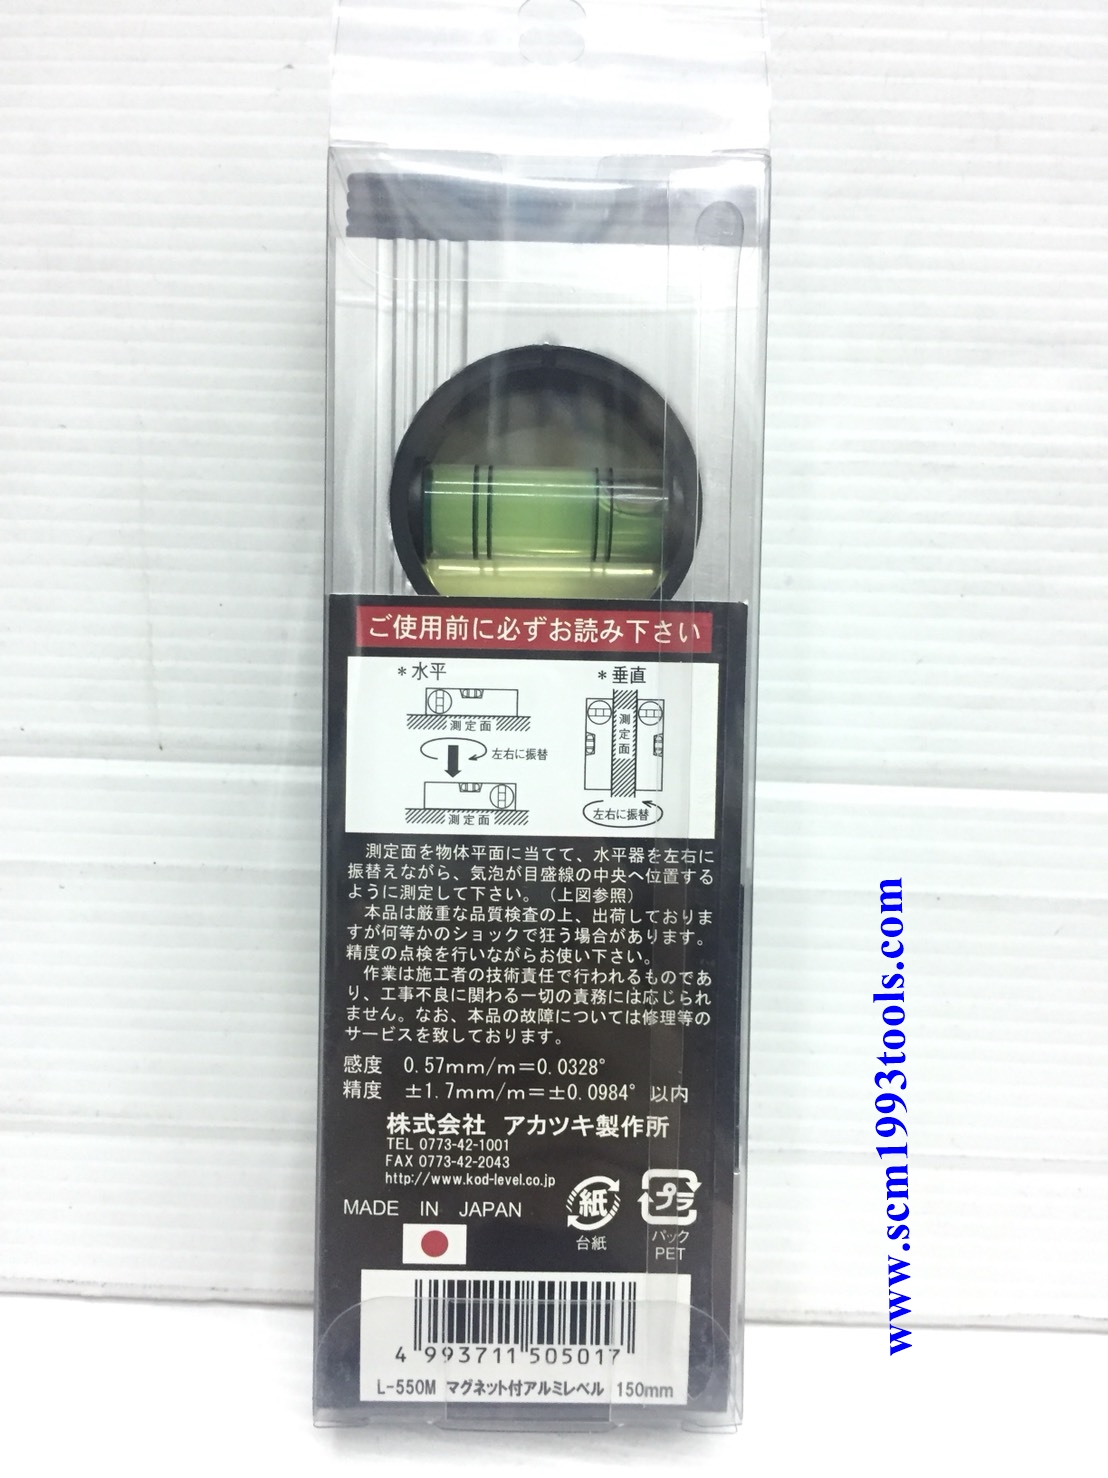 ご使用前に必ずお読み下さい
＊水平
＊垂直
測定面
左右に振替
測定面
測定面
左右に振替
測定面を物体平面に当てて、水平器を左右に
振替えながら、気泡が目盛線の中央へ位置する
ように測定して下さい。（上図参照）
本品は厳重な品質検査の上、出荷しておりま
すが何等かのショックで狂う場合があります。
精度の点検を行いながらお使い下さい。
作業は施工者の技術責任で行われるものであ
り、工事不良に関わる一切の責務には応じられ
ません。なお、本品の故障については修理等の
サービスを致しております。
感度 0.57mm/m＝0.0328°
精度 ±1.7mm/m＝±0.0984° 以内
株式会社 アカツキ製作所
TEL 0773-42-1001
FAX 0773-42-2043
http://www.kod-level.co.jp
MADE IN JAPAN
紙
台紙
プラ
パック
PET
4 993711 505017
L-550M マグネット付アルミレベル 150mm
www.scm1993tools.com